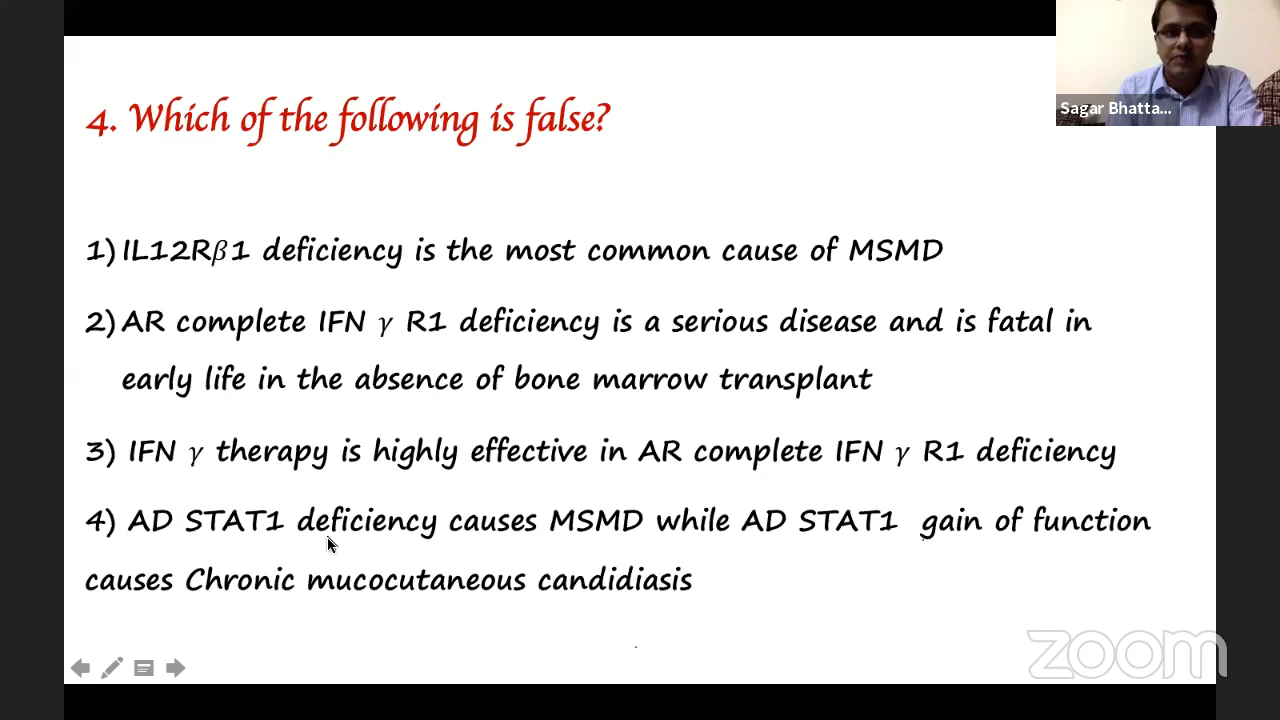 4. Which of the following is false?
Sagar Bhatta...
1) IL12Rβ1 deficiency is the most common cause of MSMD
2) AR complete IFN γ R1 deficiency is a serious disease and is fatal in
early life in the absence of bone marrow transplant
3) IFN γ therapy is highly effective in AR complete IFN γ R1 deficiency
4) AD STAT1 deficiency causes MSMD while AD STAT1 gain of function
causes Chronic mucocutaneous candidiasis
zoom